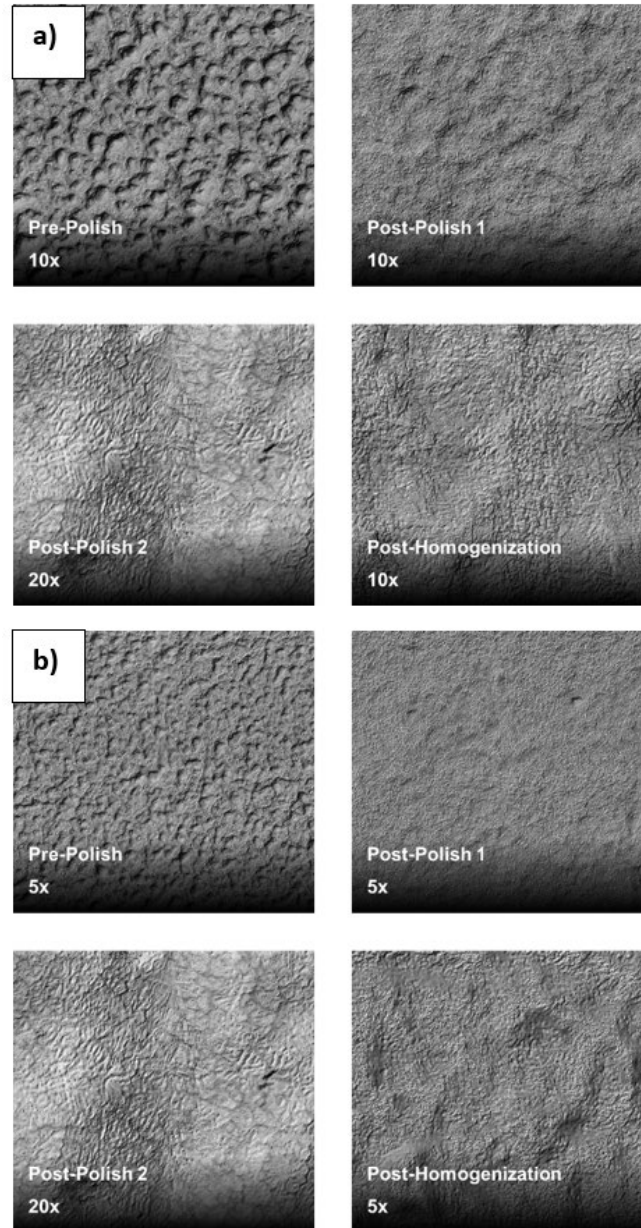 a)
Pre-Polish
10x
Post-Polish 1
10x
Post-Polish 2
20x
Post-Homogenization
10x
b)
Pre-Polish
5x
Post-Polish 1
5x
Post-Polish 2
20x
Post-Homogenization
5x